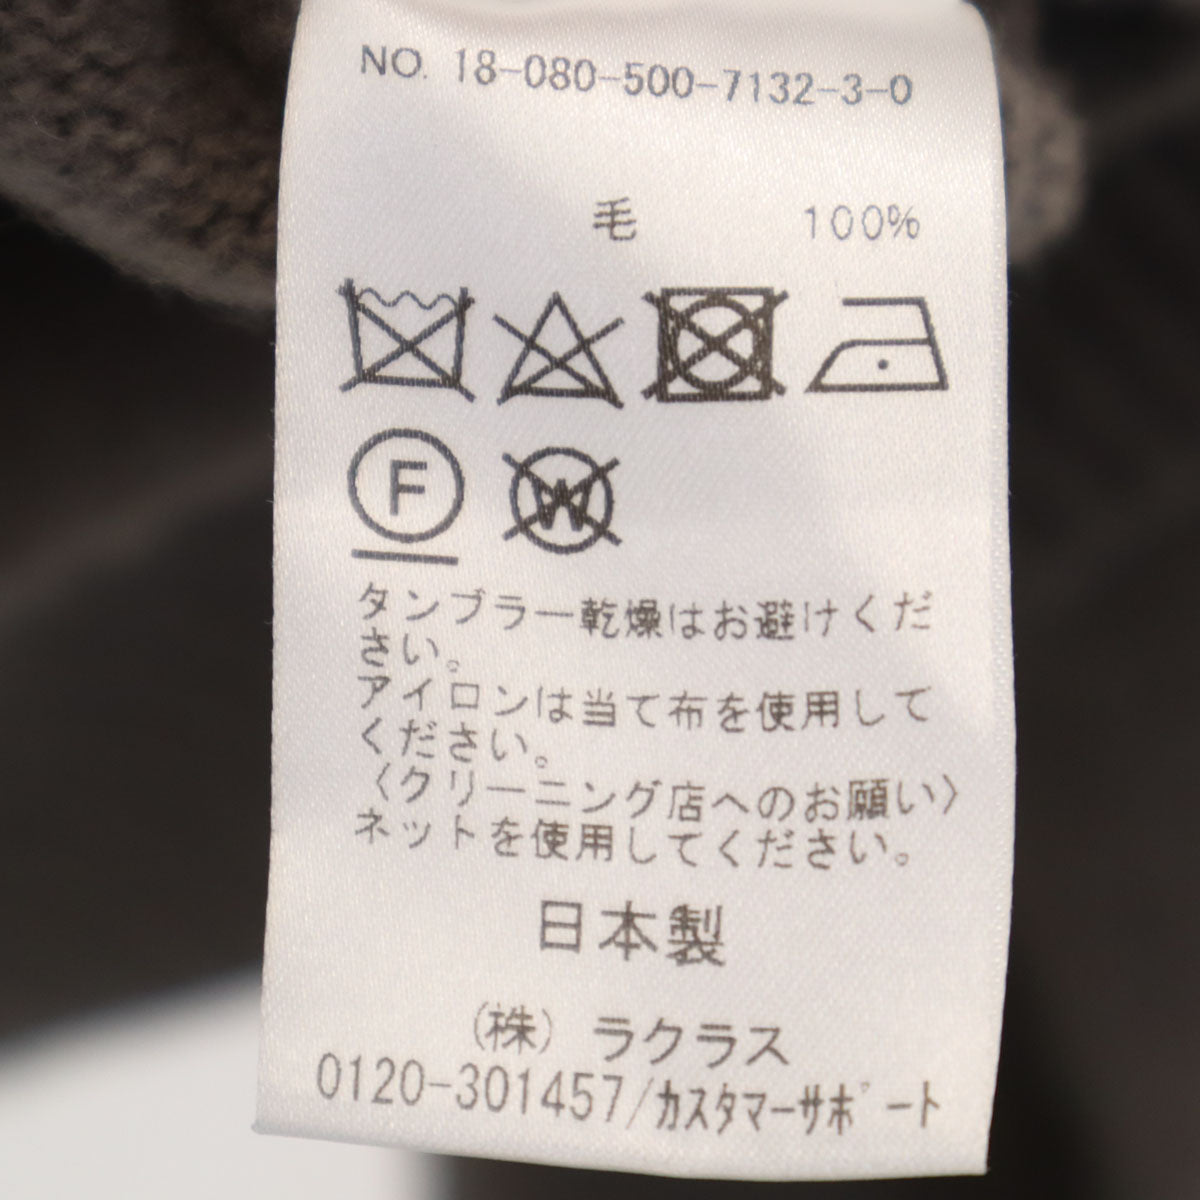 NO. 18-080-500-7132-3-0
毛 100%
F
W
タンブラー乾燥はお避けくだ
さい。
アイロンは当て布を使用して
ください。
〈クリーニング店へのお願い〉
ネットを使用してください。
日本製
(株) ラクラス
0120-301457/カスタマーサポート